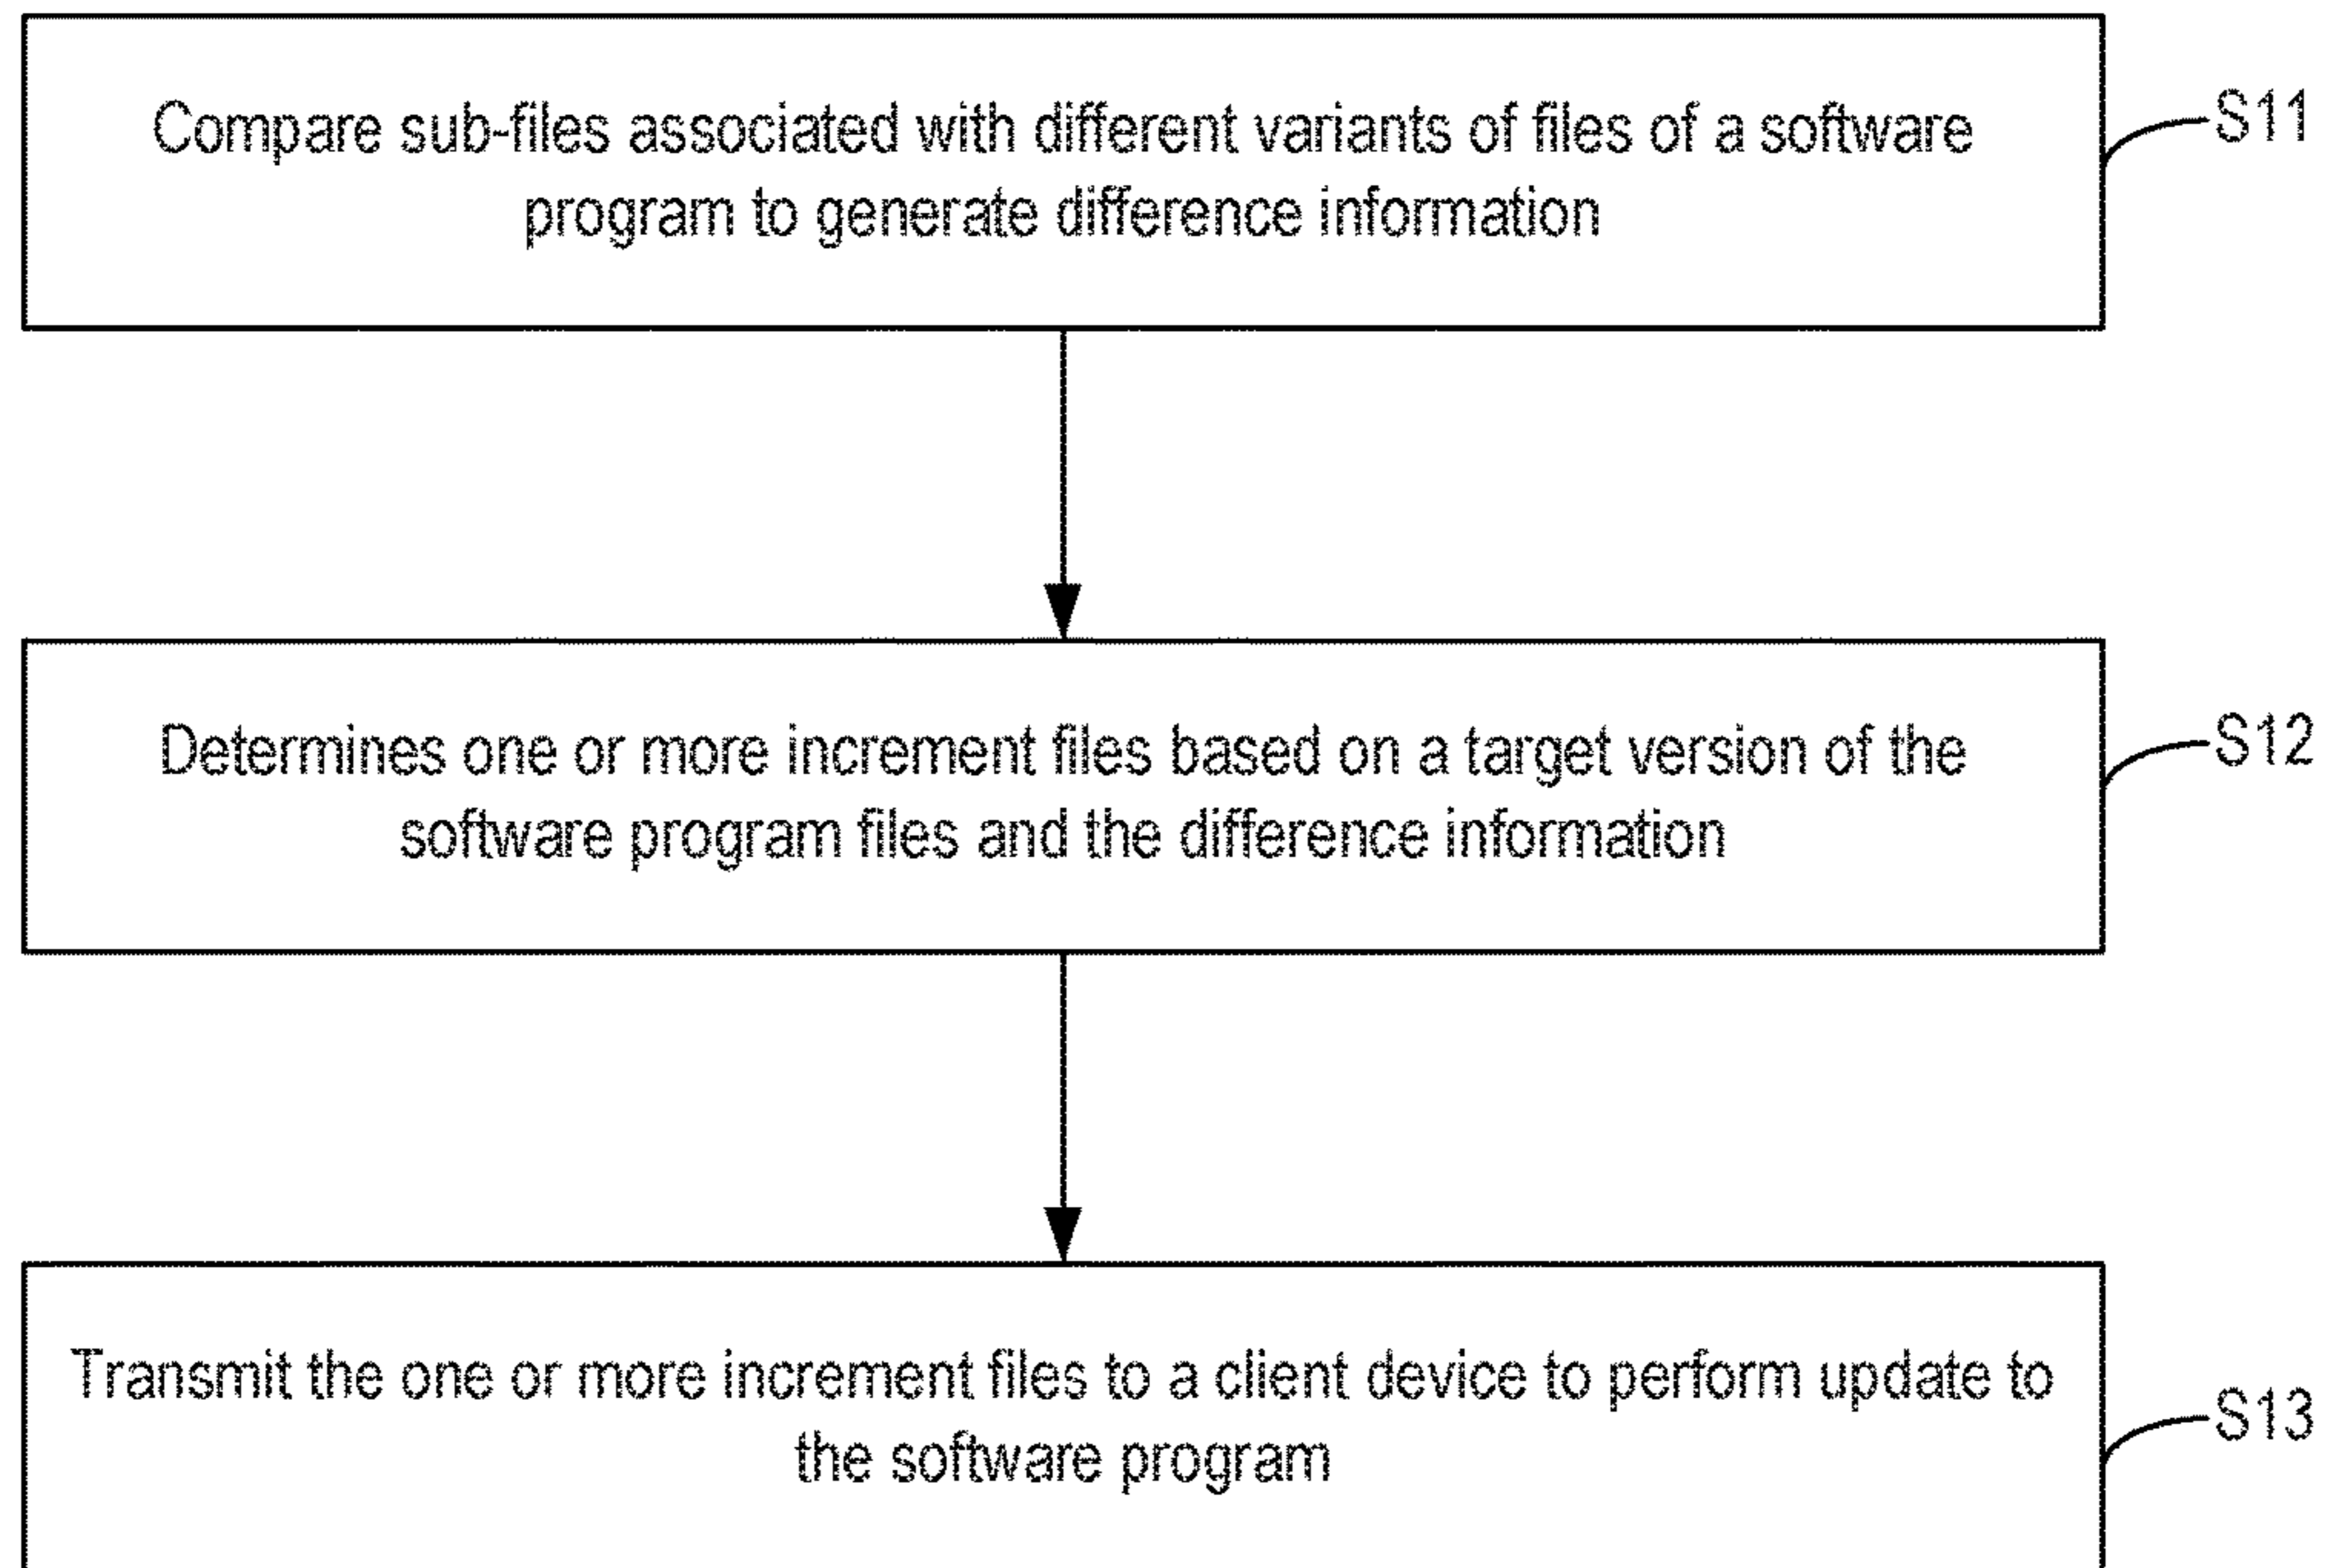 Compare sub-files associated with different variants of files of a software
program to generate difference information
S11
Determines one or more increment files based on a target version of the
software program files and the difference information
S12
Transmit the one or more increment files to a client device to perform update to
the software program
S13